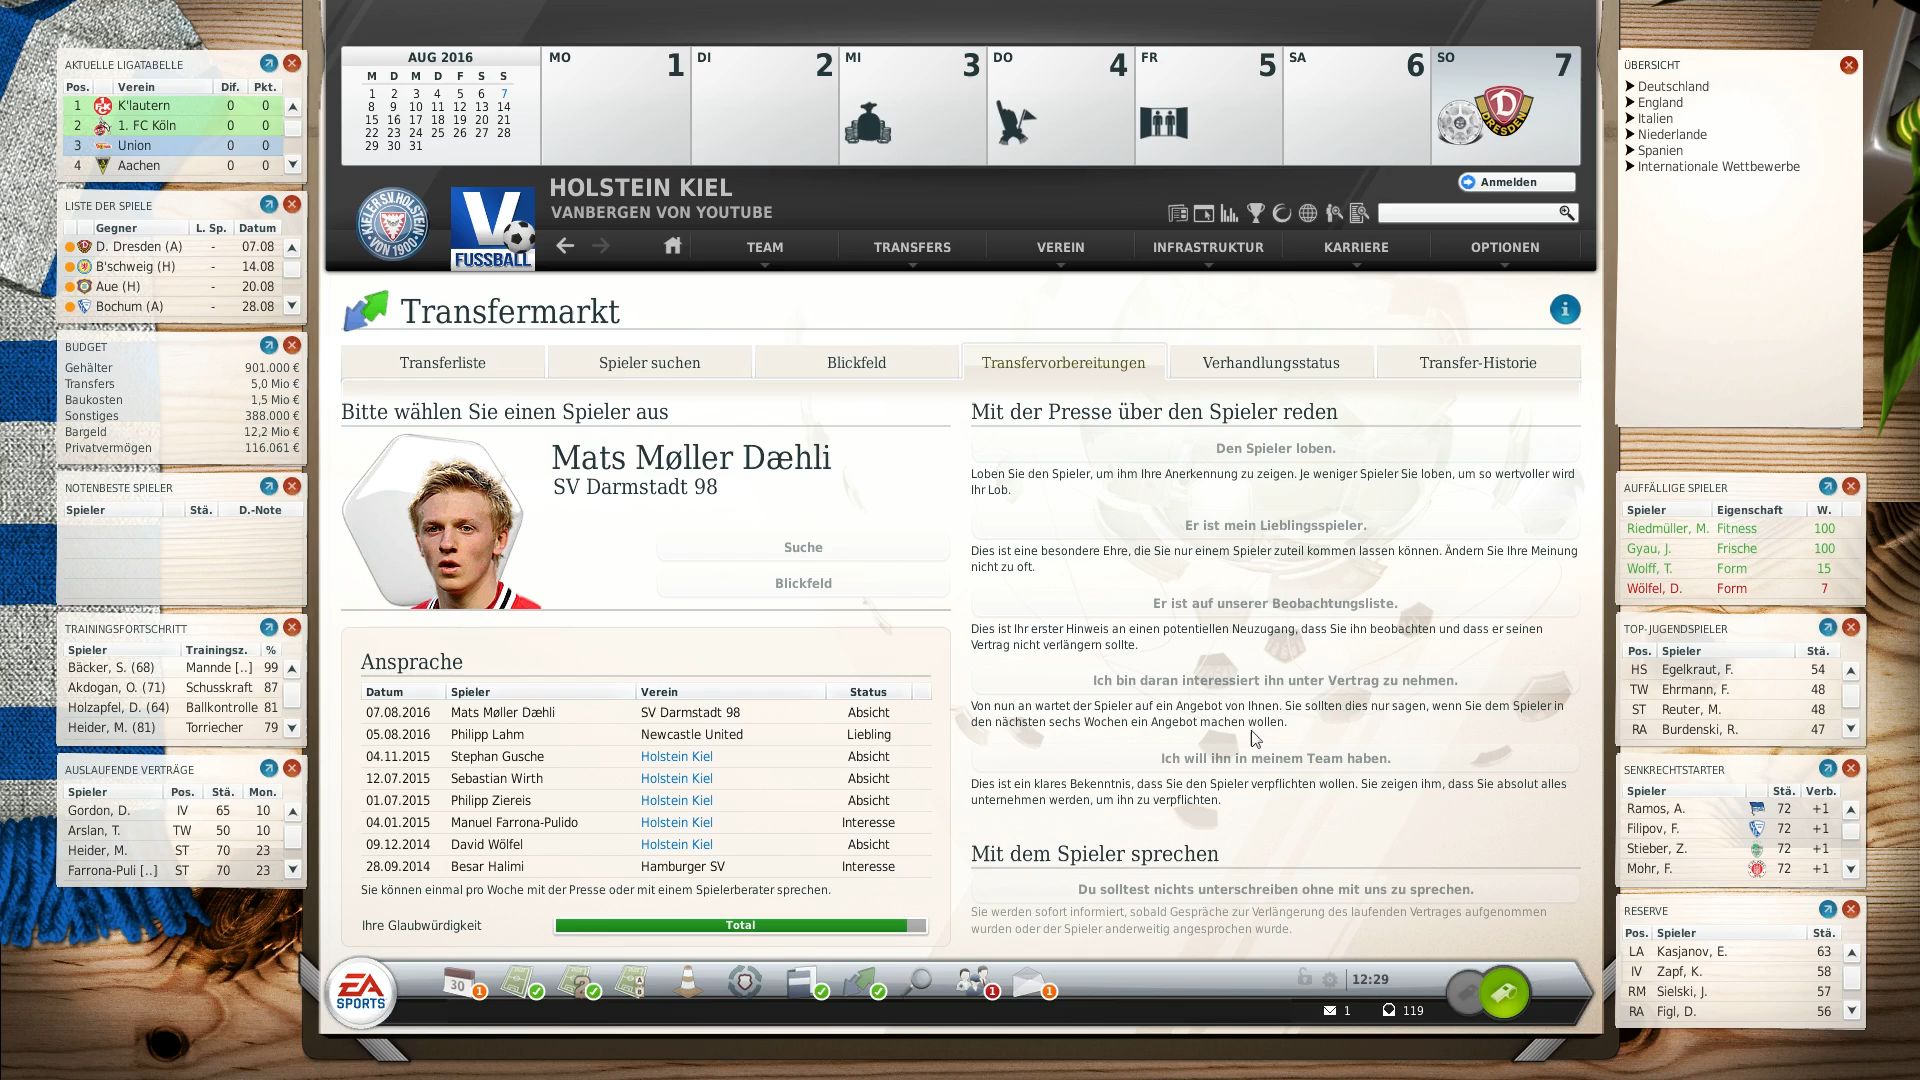 AKTUELLE LIGATABELLE
Pos. Verein Dif. Pkt.
1 K'lautern 0 0
2 1. FC Köln 0 0
3 Union 0 0
4 Aachen 0 0
LISTE DER SPIELE
Gegner L. Sp. Datum
D. Dresden (A) - 07.08
B'schweig (H) - 14.08
Aue (H) - 20.08
Bochum (A) - 28.08
BUDGET
Gehälter 901.000 €
Transfers 5,0 Mio €
Baukosten 1,5 Mio €
Sonstiges 388.000 €
Bargeld 12,2 Mio €
Privatvermögen 116.061 €
NOTENBESTE SPIELER
Spieler Stä. D.-Note
TRAININGSFORTSCHRITT
Spieler Trainingsz. %
Bäcker, S. (68) Mannde [..] 99
Akdogan, O. (71) Schusskraft 87
Holzapfel, D. (64) Ballkontrolle 81
Heider, M. (81) Torriecher 79
AUSLAUFENDE VERTRÄGE
Spieler Pos. Stä. Mon.
Gordon, D. IV 65 10
Arslan, T. TW 50 10
Heider, M. ST 70 23
Farrona-Puli [..] ST 70 23
AUG 2016
M D M D F S S
1 2 3 4 5 6 7
8 9 10 11 12 13 14
15 16 17 18 19 20 21
22 23 24 25 26 27 28
29 30 31
MO 1 DI 2 MI 3 DO 4 FR 5 SA 6 SO 7
D DRESDEN
KIELER S.V. HOLSTEIN VON 1900
V FUSSBALL
HOLSTEIN KIEL
VANBERGEN VON YOUTUBE
Anmelden
TEAM TRANSFERS VEREIN INFRASTRUKTUR KARRIERE OPTIONEN
Transfermarkt
i
Transferliste Spieler suchen Blickfeld Transfervorbereitungen Verhandlungsstatus Transfer-Historie
Bitte wählen Sie einen Spieler aus
Mats Møller Dæhli
SV Darmstadt 98
Suche
Blickfeld
Ansprache
Datum Spieler Verein Status
07.08.2016 Mats Møller Dæhli SV Darmstadt 98 Absicht
05.08.2016 Philipp Lahm Newcastle United Liebling
04.11.2015 Stephan Gusche Holstein Kiel Absicht
12.07.2015 Sebastian Wirth Holstein Kiel Absicht
01.07.2015 Philipp Ziereis Holstein Kiel Absicht
04.01.2015 Manuel Farrona-Pulido Holstein Kiel Interesse
09.12.2014 David Wölfel Holstein Kiel Absicht
28.09.2014 Besar Halimi Hamburger SV Interesse
Sie können einmal pro Woche mit der Presse oder mit einem Spielerberater sprechen.
Ihre Glaubwürdigkeit Total
Mit der Presse über den Spieler reden
Den Spieler loben.
Loben Sie den Spieler, um ihm Ihre Anerkennung zu zeigen. Je weniger Spieler Sie loben, um so wertvoller wird
Ihr Lob.
Er ist mein Lieblingsspieler.
Dies ist eine besondere Ehre, die Sie nur einem Spieler zuteil kommen lassen können. Ändern Sie Ihre Meinung
nicht zu oft.
Er ist auf unserer Beobachtungsliste.
Dies ist Ihr erster Hinweis an einen potentiellen Neuzugang, dass Sie ihn beobachten und dass er seinen
Vertrag nicht verlängern sollte.
Ich bin daran interessiert ihn unter Vertrag zu nehmen.
Von nun an wartet der Spieler auf ein Angebot von Ihnen. Sie sollten dies nur sagen, wenn Sie dem Spieler in
den nächsten sechs Wochen ein Angebot machen wollen.
Ich will ihn in meinem Team haben.
Dies ist ein klares Bekenntnis, dass Sie den Spieler verpflichten wollen. Sie zeigen ihm, dass Sie absolut alles
unternehmen werden, um ihn zu verpflichten.
Mit dem Spieler sprechen
Du solltest nichts unterschreiben ohne mit uns zu sprechen.
Sie werden sofort informiert, sobald Gespräche zur Verlängerung des laufenden Vertrages aufgenommen
wurden oder der Spieler anderweitig angesprochen wurde.
EA SPORTS
30 1 1 1
12:29
1 119
ÜBERSICHT
Deutschland
England
Italien
Niederlande
Spanien
Internationale Wettbewerbe
AUFFÄLLIGE SPIELER
Spieler Eigenschaft W.
Riedmüller, M. Fitness 100
Gyau, J. Frische 100
Wolff, T. Form 15
Wölfel, D. Form 7
TOP-JUGENDSPIELER
Pos. Spieler Stä.
HS Egelkraut, F. 54
TW Ehrmann, F. 48
ST Reuter, M. 48
RA Burdenski, R. 47
SENKRECHTSTARTER
Spieler Stä. Verb.
Ramos, A. 72 +1
Filipov, F. 72 +1
Stieber, Z. 72 +1
Mohr, F. 72 +1
RESERVE
Pos. Spieler Stä.
LA Kasjanov, E. 63
IV Zapf, K. 58
RM Sielski, J. 57
RA Figl, D. 56